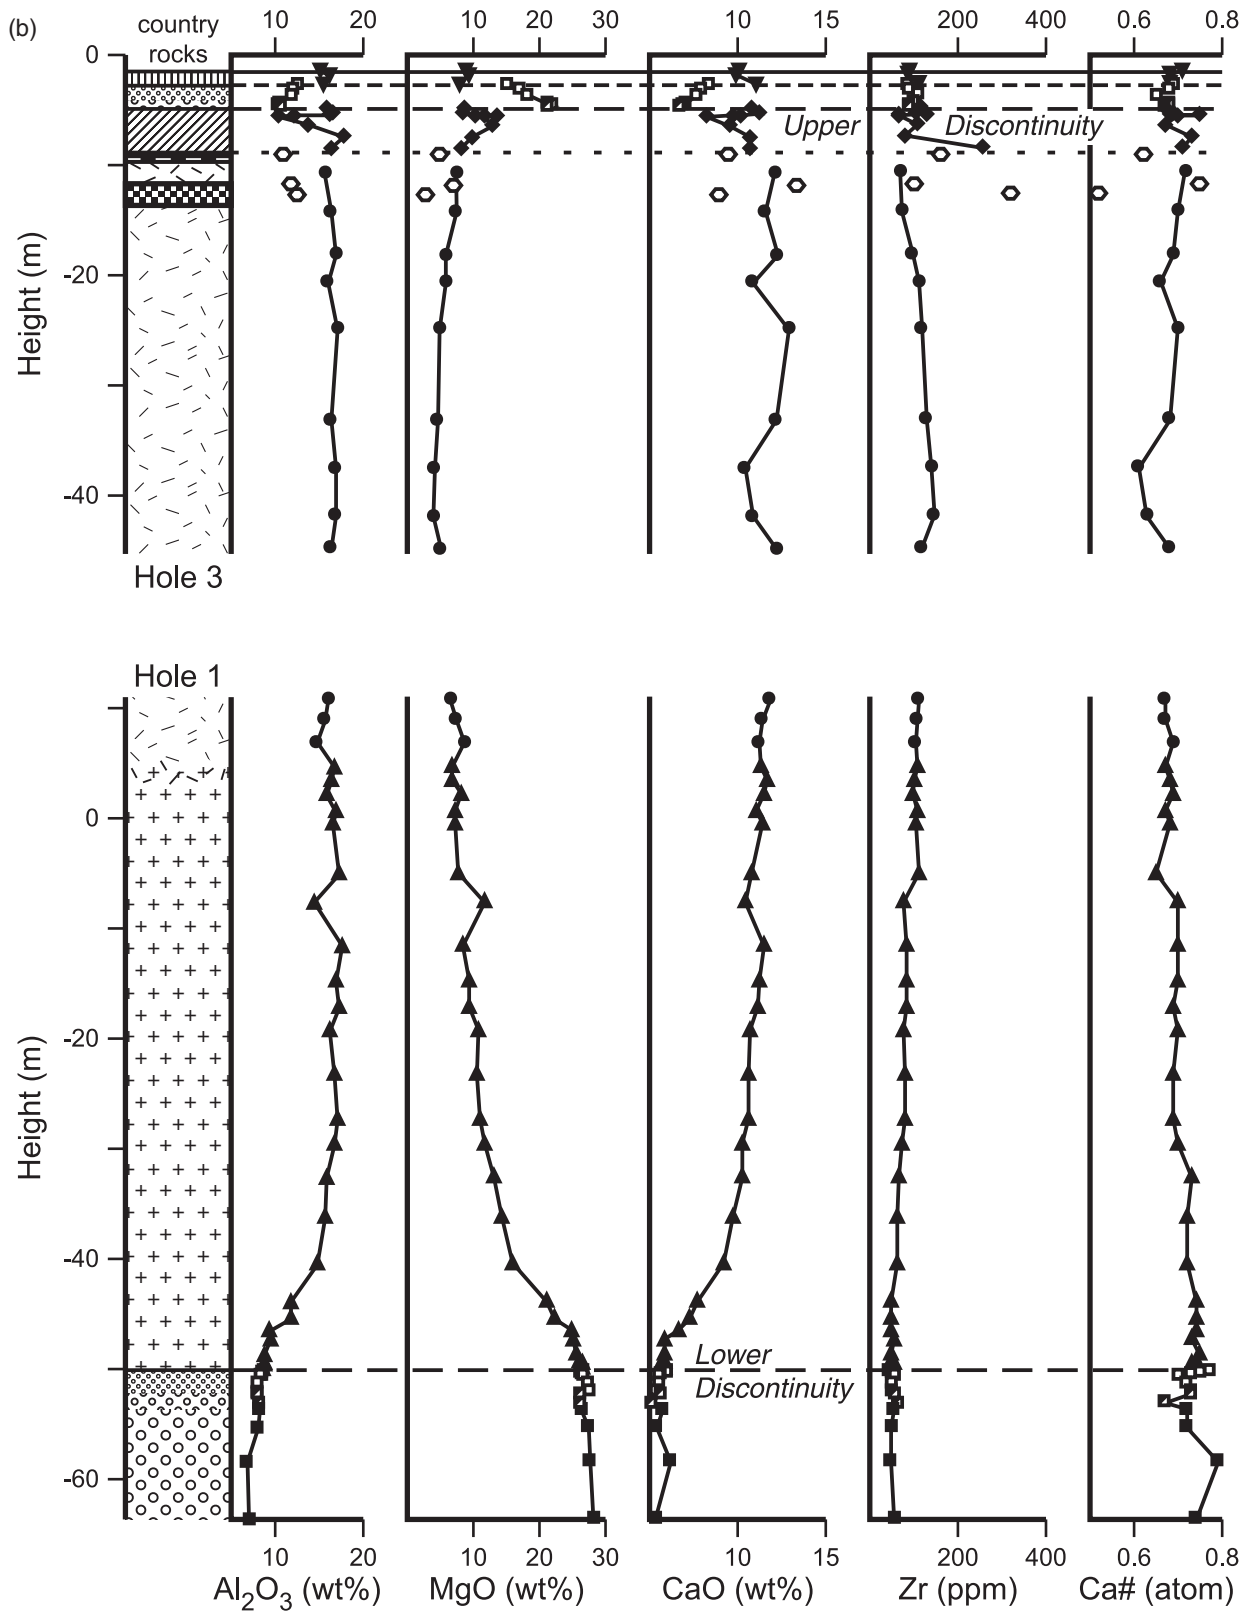 (b)
country
rocks
10 20
10 20 30
10 15
200 400
0.6 0.8
0
-20
-40
Height (m)
Upper Discontinuity
Hole 3
Hole 1
0
-20
-40
-60
Height (m)
Lower
Discontinuity
10 20
10 20 30
10 15
200 400
0.6 0.8
Al2O3 (wt%)
MgO (wt%)
CaO (wt%)
Zr (ppm)
Ca# (atom)